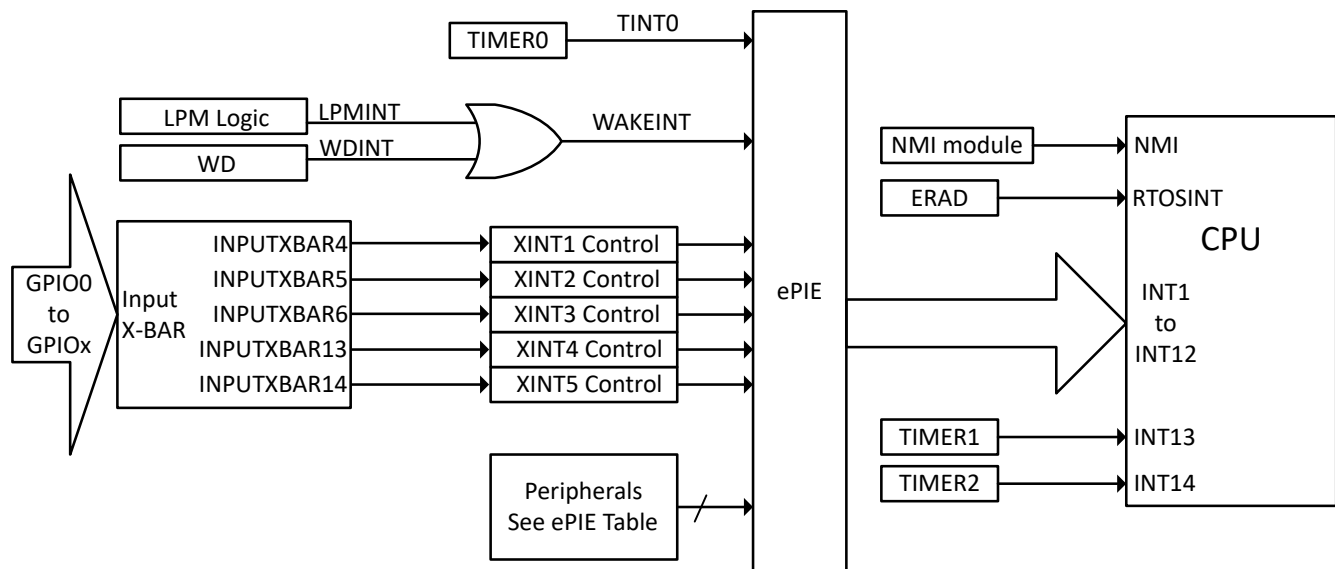 TIMER0
TINT0
LPM Logic
LPMINT
WD
WDINT
WAKEINT
GPIO0
to
GPIOx
Input
X-BAR
INPUTXBAR4
INPUTXBAR5
INPUTXBAR6
INPUTXBAR13
INPUTXBAR14
XINT1 Control
XINT2 Control
XINT3 Control
XINT4 Control
XINT5 Control
Peripherals
See ePIE Table
ePIE
NMI module
ERAD
TIMER1
TIMER2
NMI
RTOSINT
CPU
INT1
to
INT12
INT13
INT14